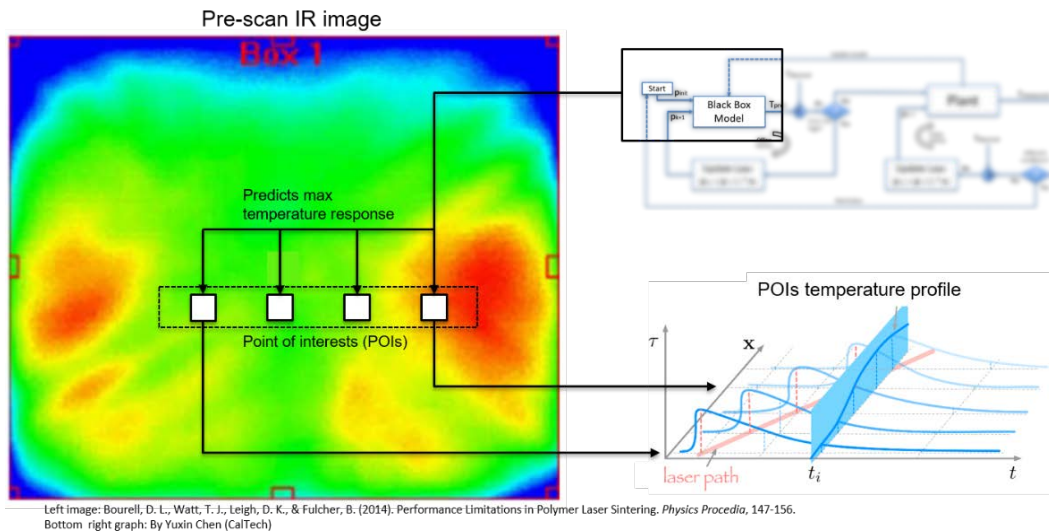 Pre-scan IR image
Box 1
Start
Black Box
Model
Plant
Predicts max
temperature response
Point of interests (POIs)
POIs temperature profile
τ
x
laser path
t_i
t
Left image: Bourell, D. L., Watt, T. J., Leigh, D. K., & Fulcher, B. (2014). Performance Limitations in Polymer Laser Sintering. Physics Procedia, 147-156.
Bottom right graph: By Yuxin Chen (CalTech)